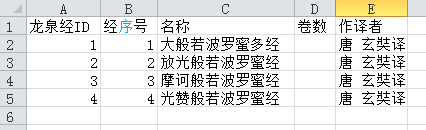 A B C D E
1 龙泉经ID 经序号 名称 卷数 作译者
2 1 1 大般若波罗蜜多经 唐 玄奘译
3 2 2 放光般若波罗蜜经 唐 玄奘译
4 3 3 摩诃般若波罗蜜经 唐 玄奘译
5 4 4 光赞般若波罗蜜经 唐 玄奘译
6